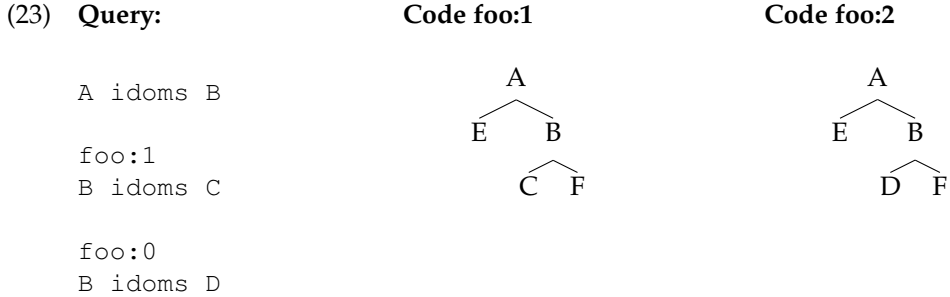 (23) Query: Code foo:1 Code foo:2
A A
A idoms B
E B E B
foo:1
B idoms C C F D F
foo:0
B idoms D